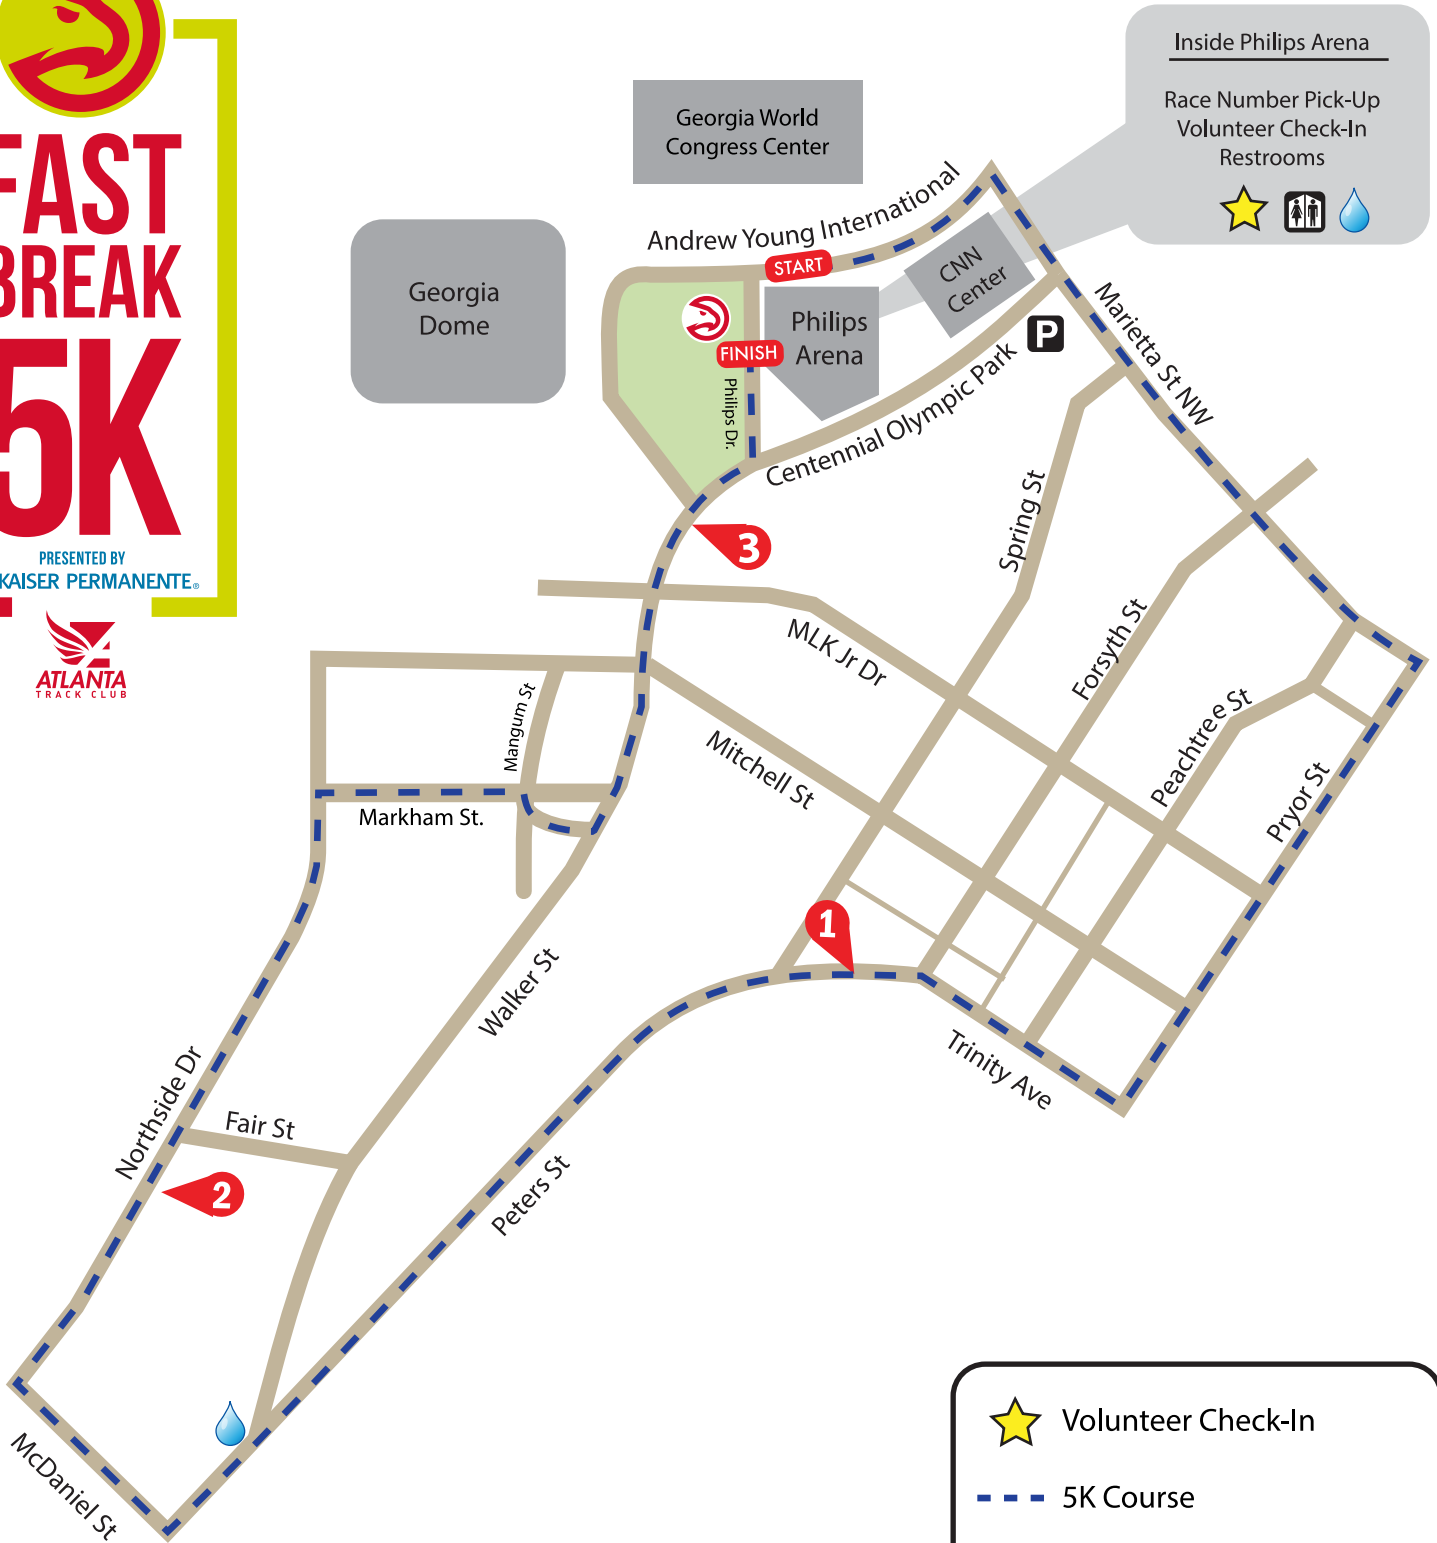 FAST
BREAK
5K
PRESENTED BY
KAISER PERMANENTE®
ATLANTA
TRACK CLUB
Inside Philips Arena
Race Number Pick-Up
Volunteer Check-In
Restrooms
Georgia World
Congress Center
Georgia
Dome
Andrew Young International
START
CNN
Center
Philips
Arena
FINISH
Philips Dr.
P
Marietta St NW
Centennial Olympic Park
3
Spring St
Forsyth St
MLK Jr Dr
Mangum St
Mitchell St
Peachtree St
Pryor St
Markham St.
1
Walker St
Trinity Ave
Northside Dr
Fair St
2
Peters St
McDaniel St
Volunteer Check-In
5K Course